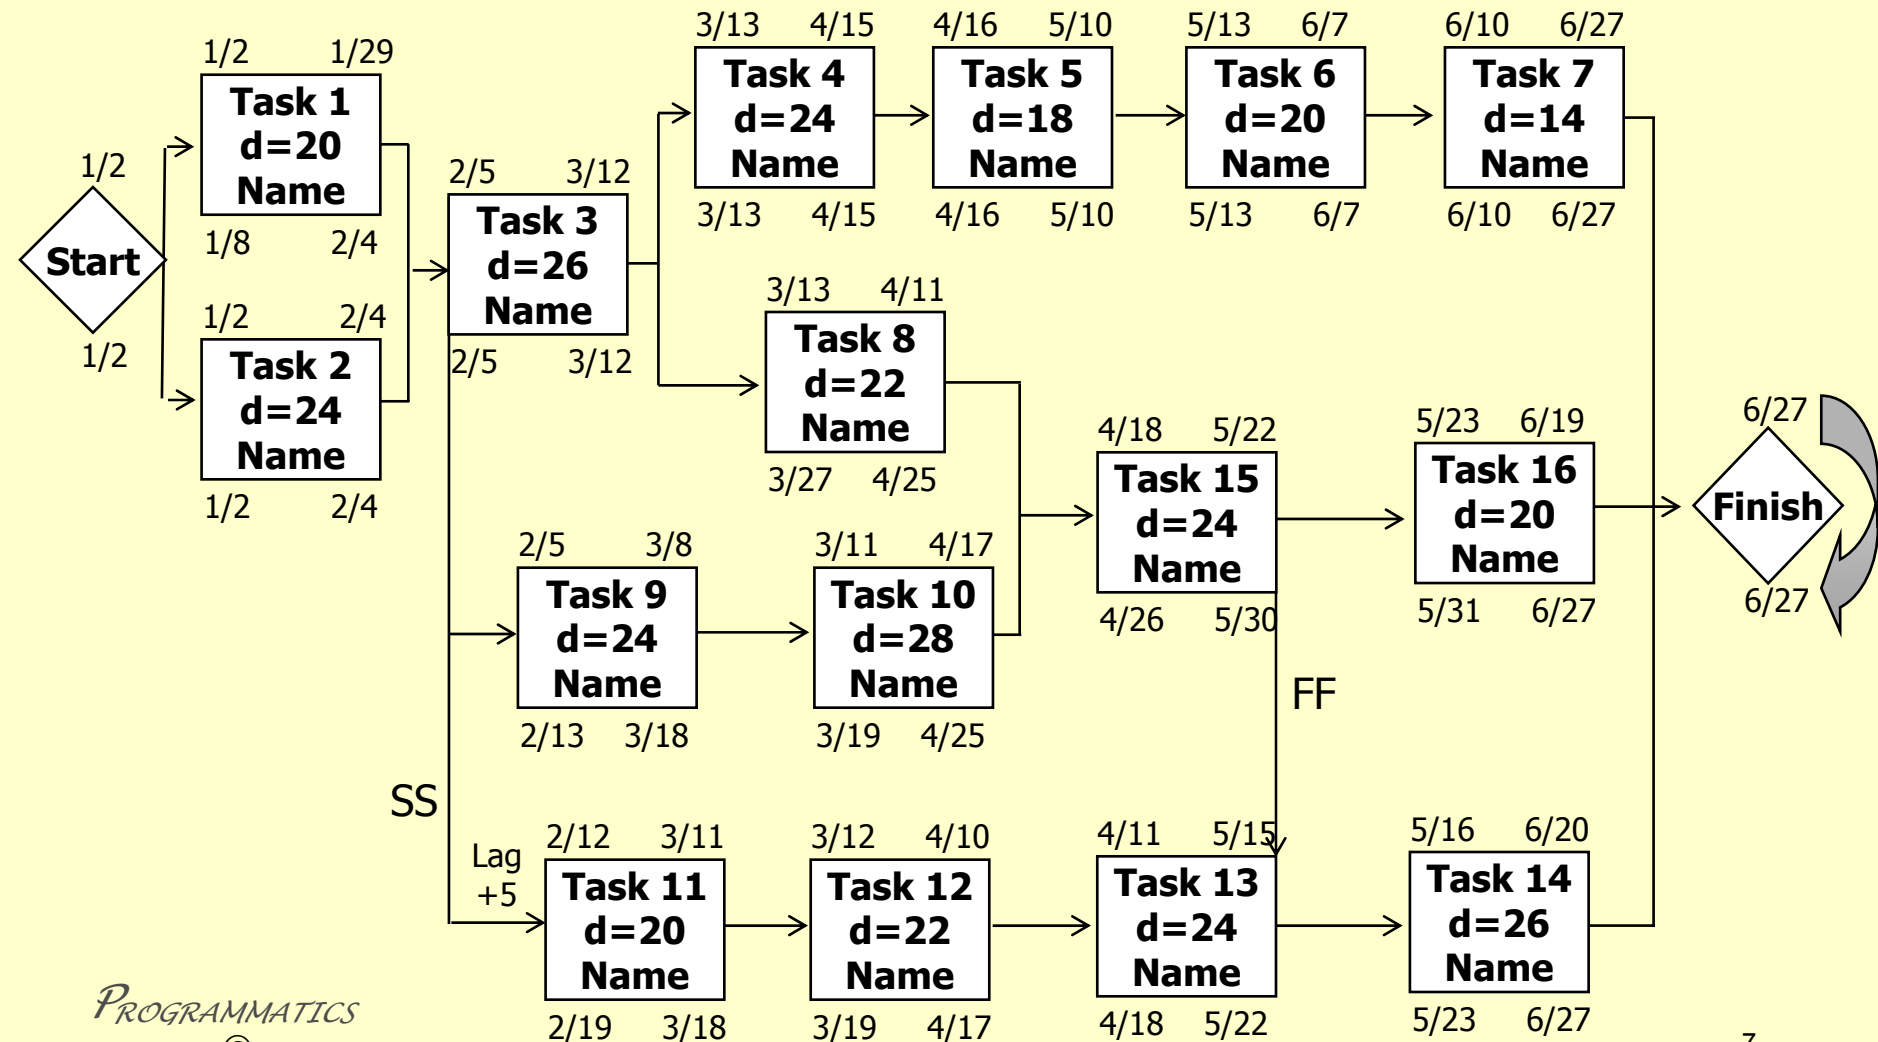 1/2
Start
1/2
1/2 1/29
Task 1
d=20
Name
1/8 2/4
1/2 2/4
Task 2
d=24
Name
1/2 2/4
2/5 3/12
Task 3
d=26
Name
2/5 3/12
3/13 4/15
Task 4
d=24
Name
3/13 4/15
4/16 5/10
Task 5
d=18
Name
4/16 5/10
5/13 6/7
Task 6
d=20
Name
5/13 6/7
6/10 6/27
Task 7
d=14
Name
6/10 6/27
3/13 4/11
Task 8
d=22
Name
3/27 4/25
2/5 3/8
Task 9
d=24
Name
2/13 3/18
3/11 4/17
Task 10
d=28
Name
3/19 4/25
4/18 5/22
Task 15
d=24
Name
4/26 5/30
5/23 6/19
Task 16
d=20
Name
5/31 6/27
6/27
Finish
6/27
FF
SS
Lag
+5
2/12 3/11
Task 11
d=20
Name
2/19 3/18
3/12 4/10
Task 12
d=22
Name
3/19 4/17
4/11 5/15
Task 13
d=24
Name
4/18 5/22
5/16 6/20
Task 14
d=26
Name
5/23 6/27
PROGRAMMATICS